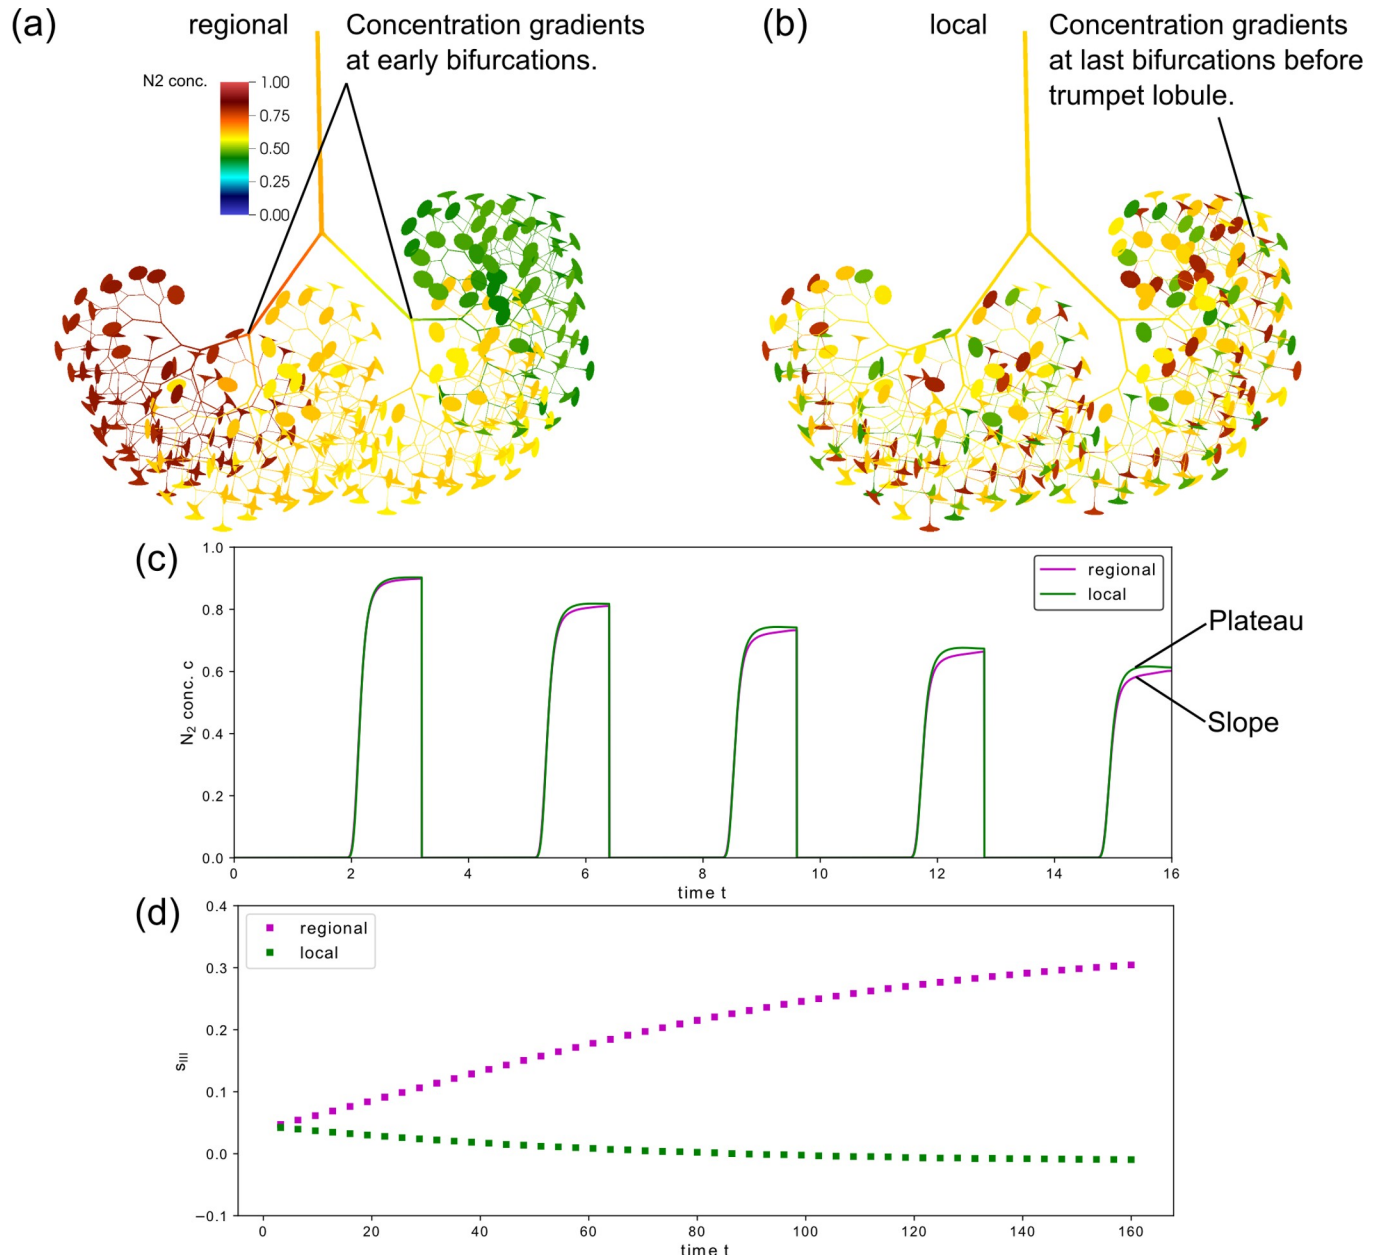 (a)
regional
Concentration gradients
at early bifurcations.
N2 conc.
1.00
0.75
0.50
0.25
0.00
(b)
local
Concentration gradients
at last bifurcations before
trumpet lobule.
(c)
1.0
0.8
0.6
0.4
0.2
0.0
N2 conc. c
regional
local
Plateau
Slope
0 2 4 6 8 10 12 14 16
time t
(d)
0.4
0.3
0.2
0.1
0.0
−0.1
sIII
regional
local
0 20 40 60 80 100 120 140 160
time t